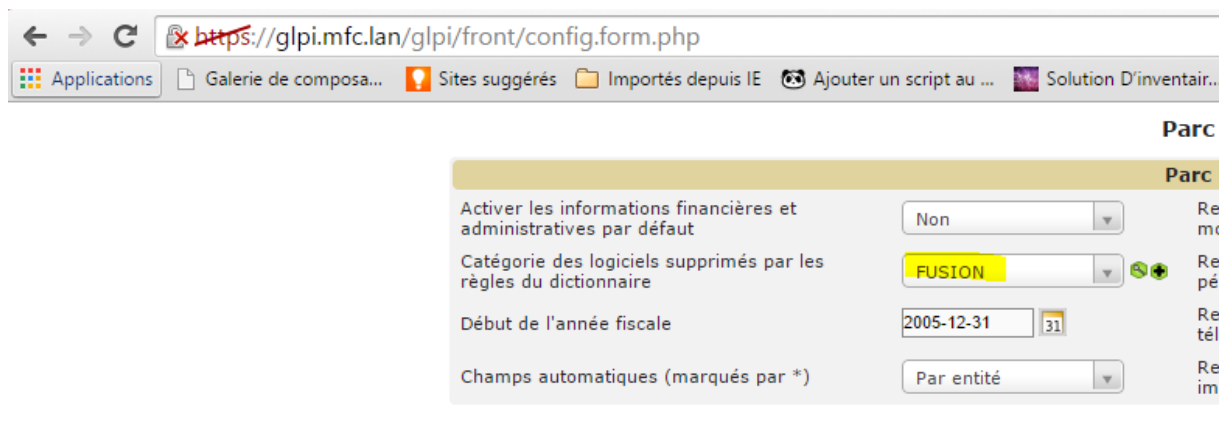 https://glpi.mfc.lan/glpi/front/config.form.php
Applications Galerie de composa... Sites suggérés Importés depuis IE Ajouter un script au ... Solution D'inventair...
Parc
Parc
Activer les informations financières et
administratives par défaut
Non
Catégorie des logiciels supprimés par les
règles du dictionnaire
FUSION
Début de l'année fiscale
2005-12-31
31
Champs automatiques (marqués par *)
Par entité